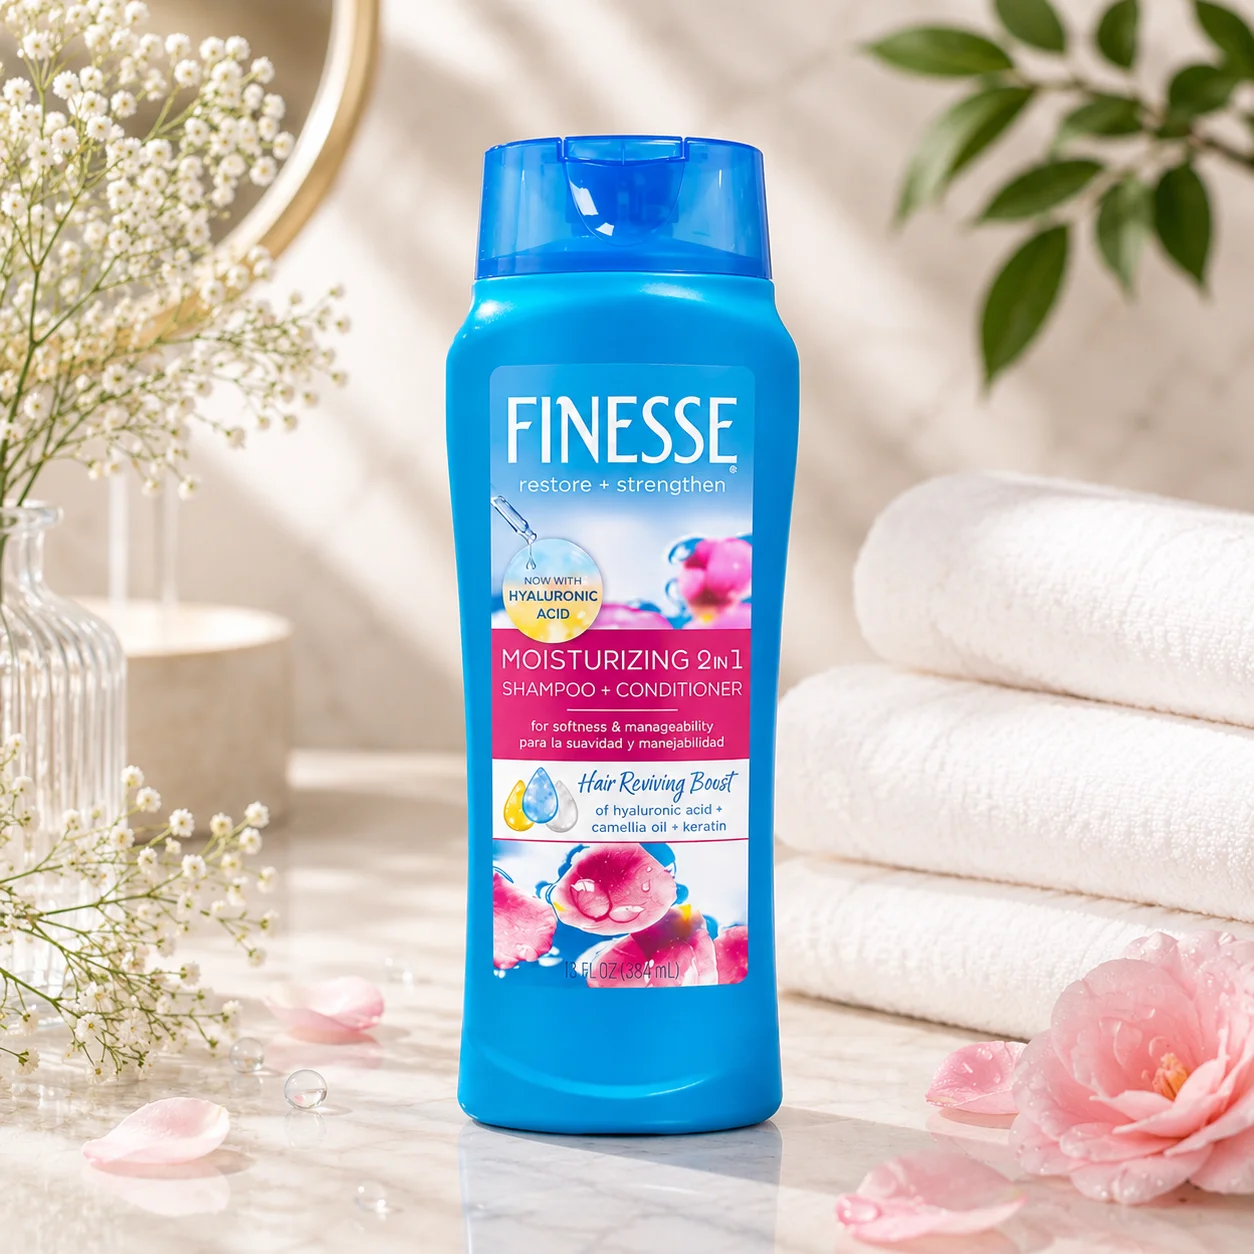 FINESSE®
restore + strengthen
NOW WITH
HYALURONIC
ACID
MOISTURIZING 2IN1
SHAMPOO + CONDITIONER
for softness & manageability
para la suavidad y manejabilidad
Hair Reviving Boost
of hyaluronic acid +
camellia oil + keratin
13 FL OZ (384 mL)